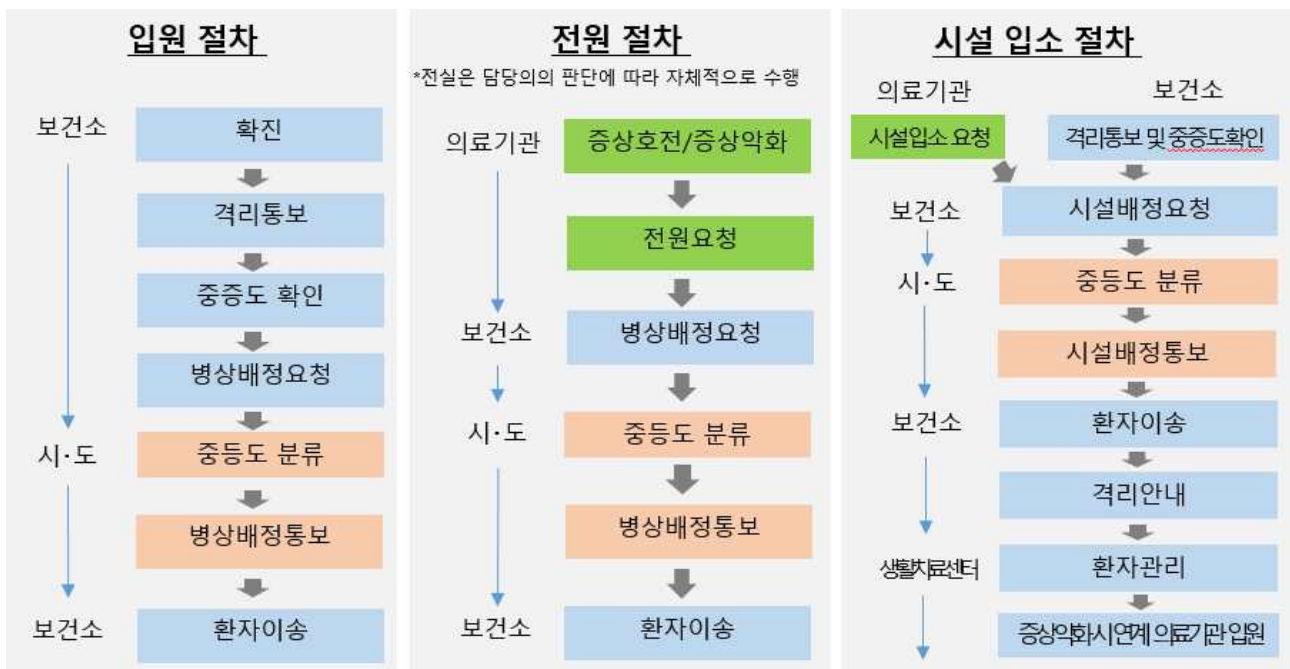 입원 절차
보건소
확진
격리통보
중증도 확인
병상배정요청
시·도
중등도 분류
병상배정통보
보건소
환자이송
전원 절차
*전실은 담당의의 판단에 따라 자체적으로 수행
의료기관
증상호전/증상악화
전원요청
보건소
병상배정요청
시·도
중등도 분류
병상배정통보
보건소
환자이송
시설 입소 절차
의료기관
보건소
시설입소 요청
격리통보 및 중증도확인
보건소
시설배정요청
시·도
중등도 분류
시설배정통보
보건소
환자이송
격리안내
생활치료센터
환자관리
증상악화시 연계 의료기관 입원